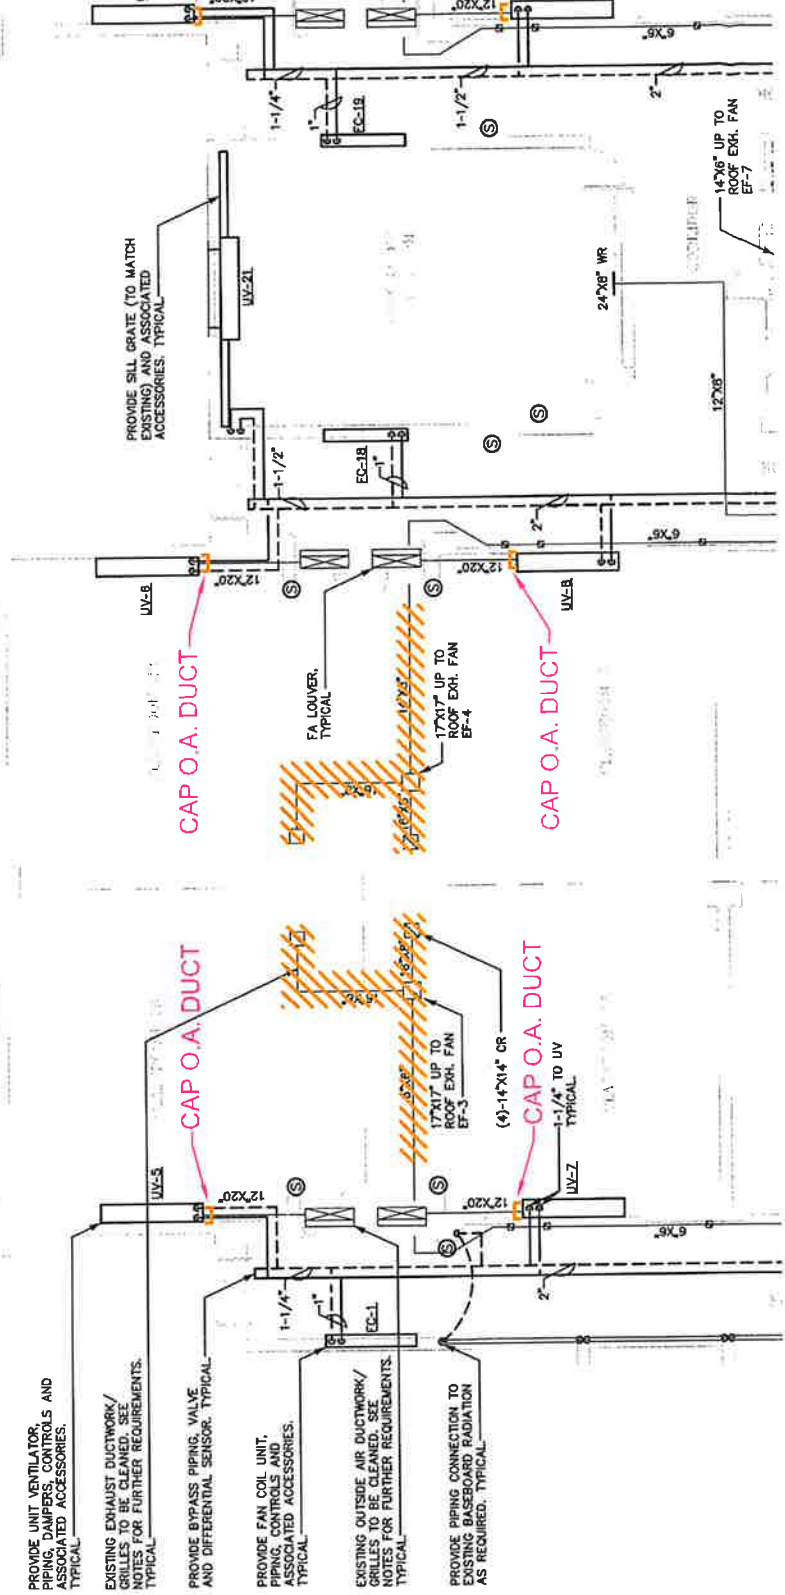 PROVIDE UNIT VENTILATOR,
PIPING, DAMPERS, CONTROLS AND
ASSOCIATED ACCESSORIES.
TYPICAL.
EXISTING EXHAUST DUCTWORK/
GRILLES TO BE CLEANED. SEE
NOTES FOR FURTHER REQUIREMENTS.
TYPICAL.
PROVIDE BYPASS PIPING, VALVE
AND DIFFERENTIAL SENSOR. TYPICAL.
PROVIDE FAN COIL UNIT,
PIPING, CONTROLS AND
ASSOCIATED ACCESSORIES.
TYPICAL.
EXISTING OUTSIDE AIR DUCTWORK/
GRILLES TO BE CLEANED. SEE
NOTES FOR FURTHER REQUIREMENTS.
TYPICAL.
PROVIDE PIPING CONNECTION TO
EXISTING BASEBOARD RADIATION
AS REQUIRED. TYPICAL.
UV-5
CAP O.A. DUCT
12"X20"
S
1-1/4"
1"
FC-1
S
S
12"X20"
UV-7
6"X6"
2"
1-1/4" TO UV
TYPICAL
CAP O.A. DUCT
(4)-14"X14" CR
17"X17" UP TO
ROOF EXH. FAN
EF-3
CAP O.A. DUCT
UV-6
12"X20"
S
FA LOUVER,
TYPICAL
17"X17" UP TO
ROOF EXH. FAN
EF-4
CAP O.A. DUCT
S
12"X20"
UV-8
6"X6"
1-1/2"
FC-18
1"
2"
S
S
PROVIDE SILL GRATE (TO MATCH
EXISTING) AND ASSOCIATED
ACCESSORIES. TYPICAL.
UV-21
24"X8" WR
12"X8"
14"X6" UP TO
ROOF EXH. FAN
EF-7
S
1-1/4"
1"
FC-19
1-1/2"
2"
12"X20"
6"X6"